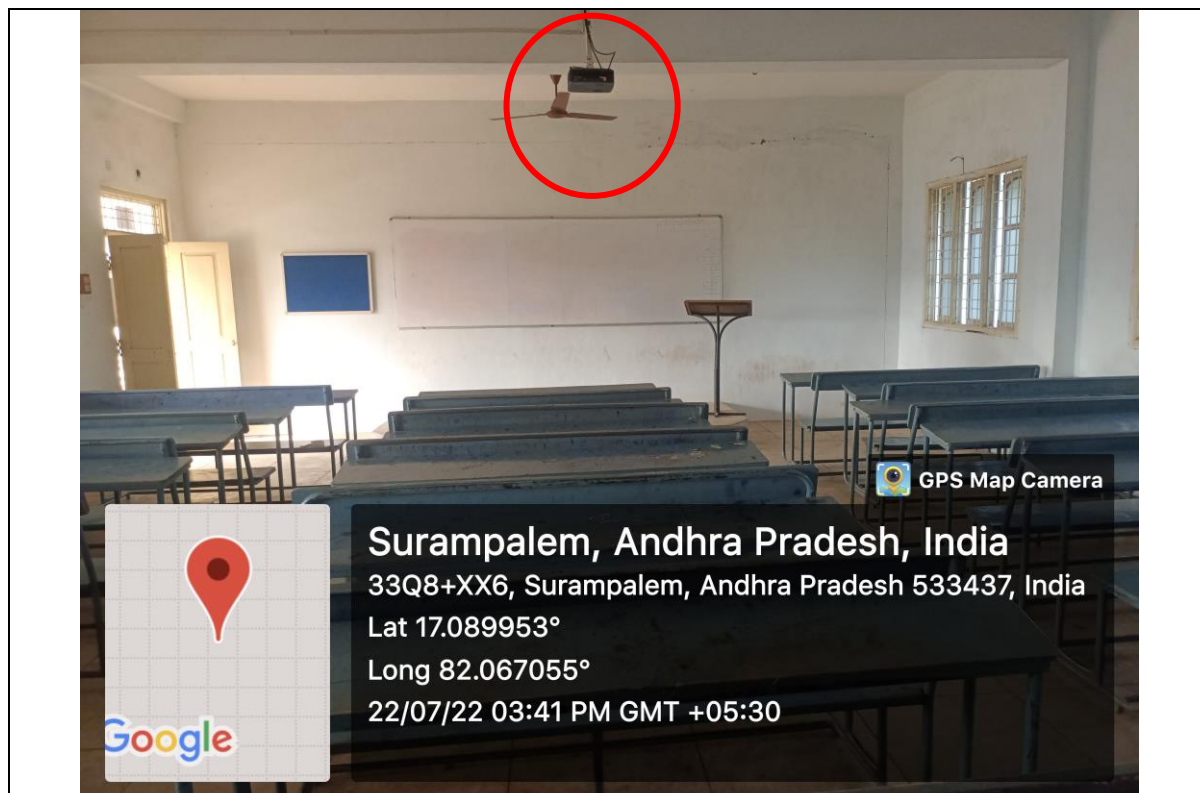 GPS Map Camera
Surampalem, Andhra Pradesh, India
33Q8+XX6, Surampalem, Andhra Pradesh 533437, India
Lat 17.089953°
Long 82.067055°
22/07/22 03:41 PM GMT +05:30
Google